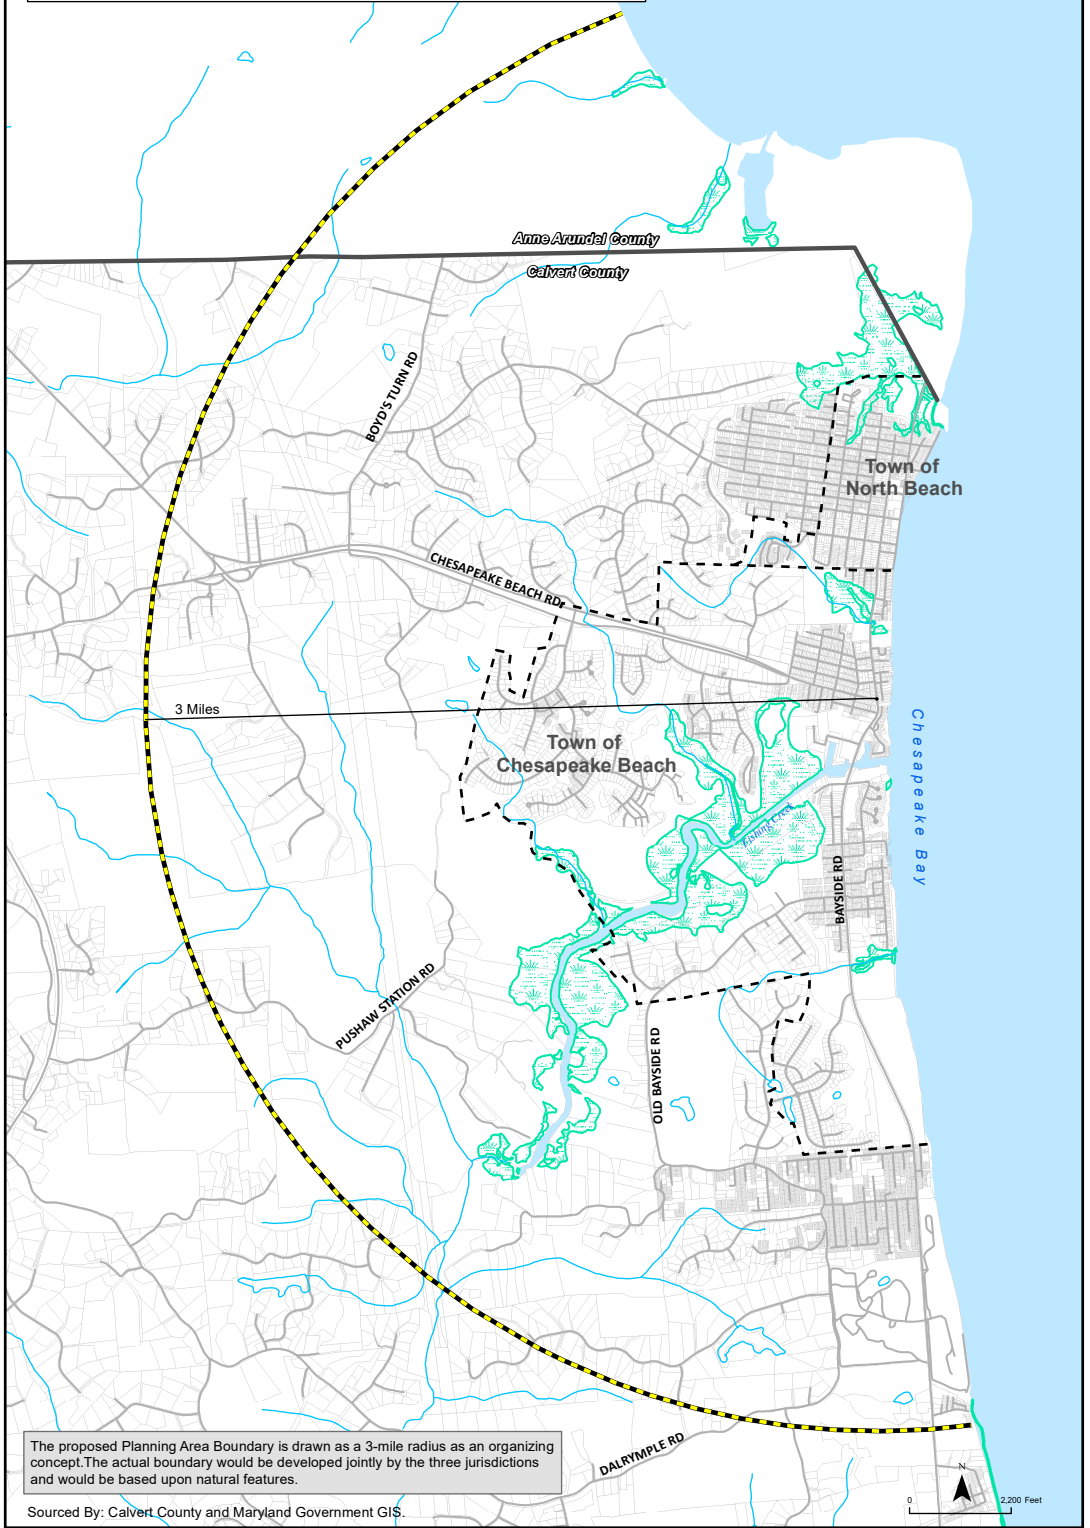 Anne Arundel County
Calvert County
BOYD'S TURN RD
Town of
North Beach
CHESAPEAKE BEACH RD
3 Miles
Town of
Chesapeake Beach
Chesapeake Bay
Fishing Creek
BAYSIDE RD
PUSHAW STATION RD
OLD BAYSIDE RD
DALRYMPLE RD
The proposed Planning Area Boundary is drawn as a 3-mile radius as an organizing
concept.The actual boundary would be developed jointly by the three jurisdictions
and would be based upon natural features.
N
0
2,200 Feet
Sourced By: Calvert County and Maryland Government GIS.